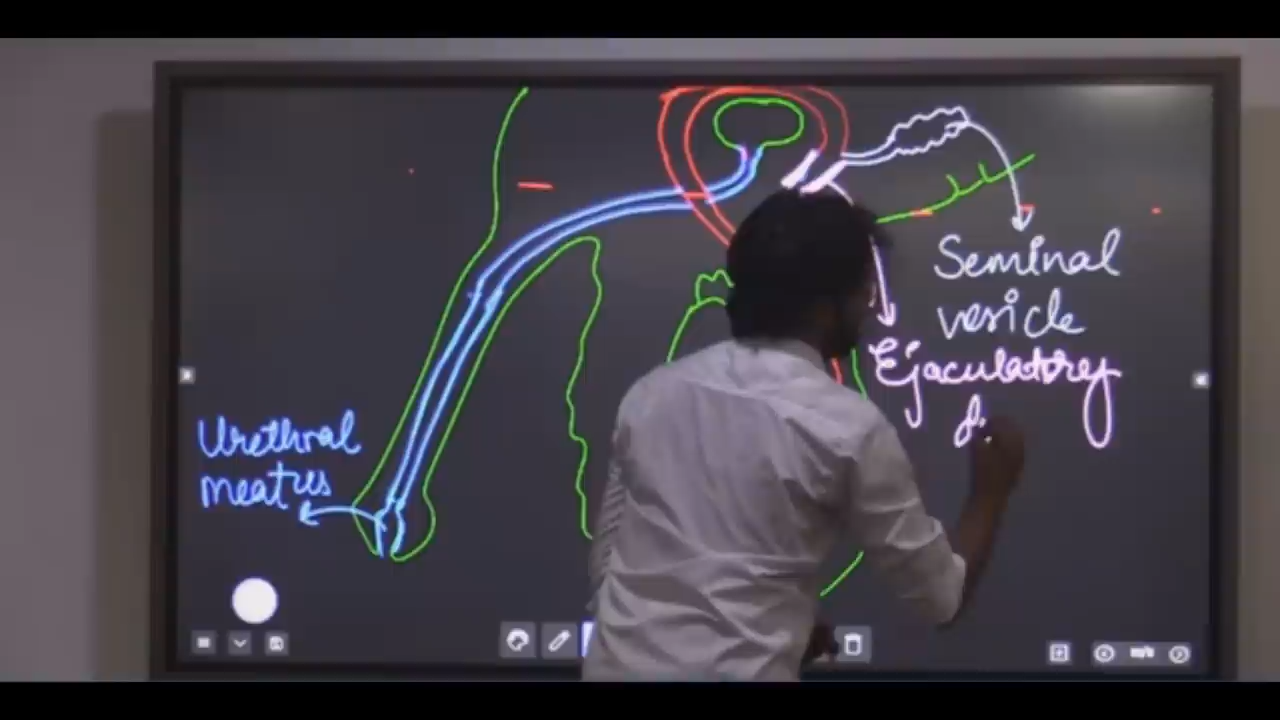 Seminal
vesicle
Ejaculatory
Urethral
meatus